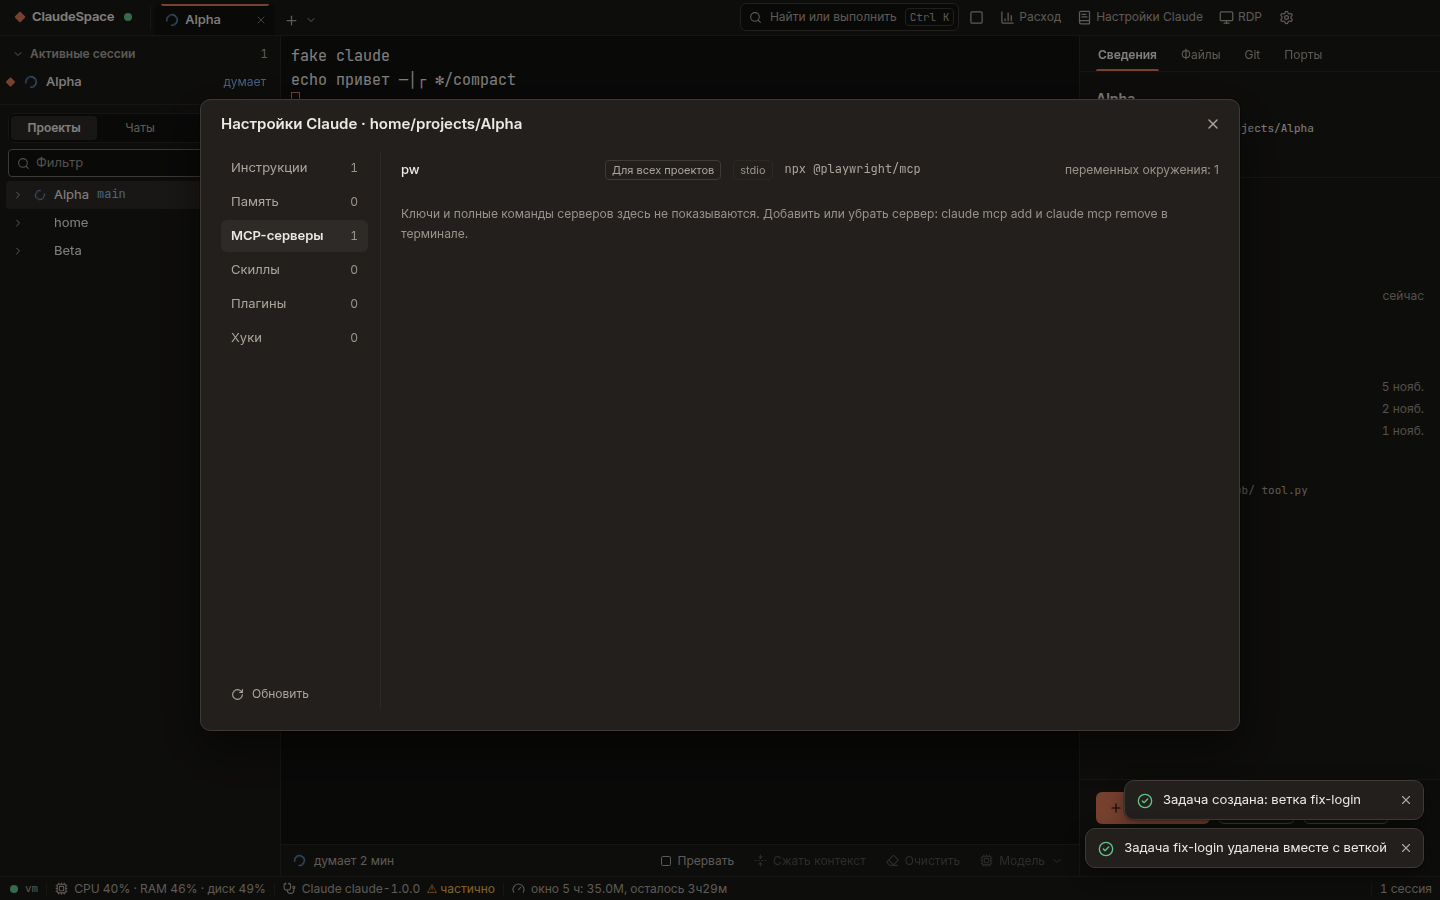 ClaudeSpace
Alpha
Найти или выполнить Ctrl K
Расход
Настройки Claude
RDP
Активные сессии 1
Alpha думает
Проекты Чаты
Фильтр
Alpha main
home
Beta
fake claude
echo привет ─│┌ ✻/compact
Сведения Файлы Git Порты
Alpha
jects/Alpha
сейчас
5 нояб.
2 нояб.
1 нояб.
b/ tool.py
Настройки Claude · home/projects/Alpha
Инструкции 1
Память 0
MCP-серверы 1
Скиллы 0
Плагины 0
Хуки 0
Обновить
pw Для всех проектов stdio npx @playwright/mcp переменных окружения: 1
Ключи и полные команды серверов здесь не показываются. Добавить или убрать сервер: claude mcp add и claude mcp remove в
терминале.
Задача создана: ветка fix-login
Задача fix-login удалена вместе с веткой
думает 2 мин
Прервать Сжать контекст Очистить Модель
vm CPU 40% · RAM 46% · диск 49% Claude claude-1.0.0 ⚠ частично окно 5 ч: 35.0M, осталось 3ч29м 1 сессия